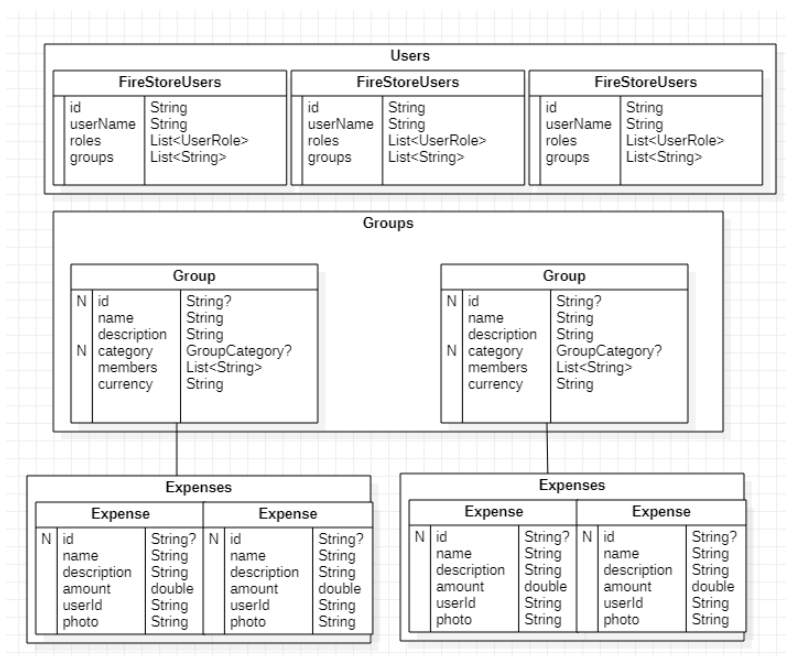 Users
FireStoreUsers FireStoreUsers FireStoreUsers
id String id String id String
userName String userName String userName String
roles List<UserRole> roles List<UserRole> roles List<UserRole>
groups List<String> groups List<String> groups List<String>
Groups
Group Group
N id String? N id String?
name String name String
description String description String
N category GroupCategory? N category GroupCategory?
members List<String> members List<String>
currency String currency String
Expenses Expenses
Expense Expense Expense Expense
N id String? N id String? N id String? N id String?
name String name String name String name String
description String description String description String description String
amount double amount double amount double amount double
userId String userId String userId String userId String
photo String photo String photo String photo String